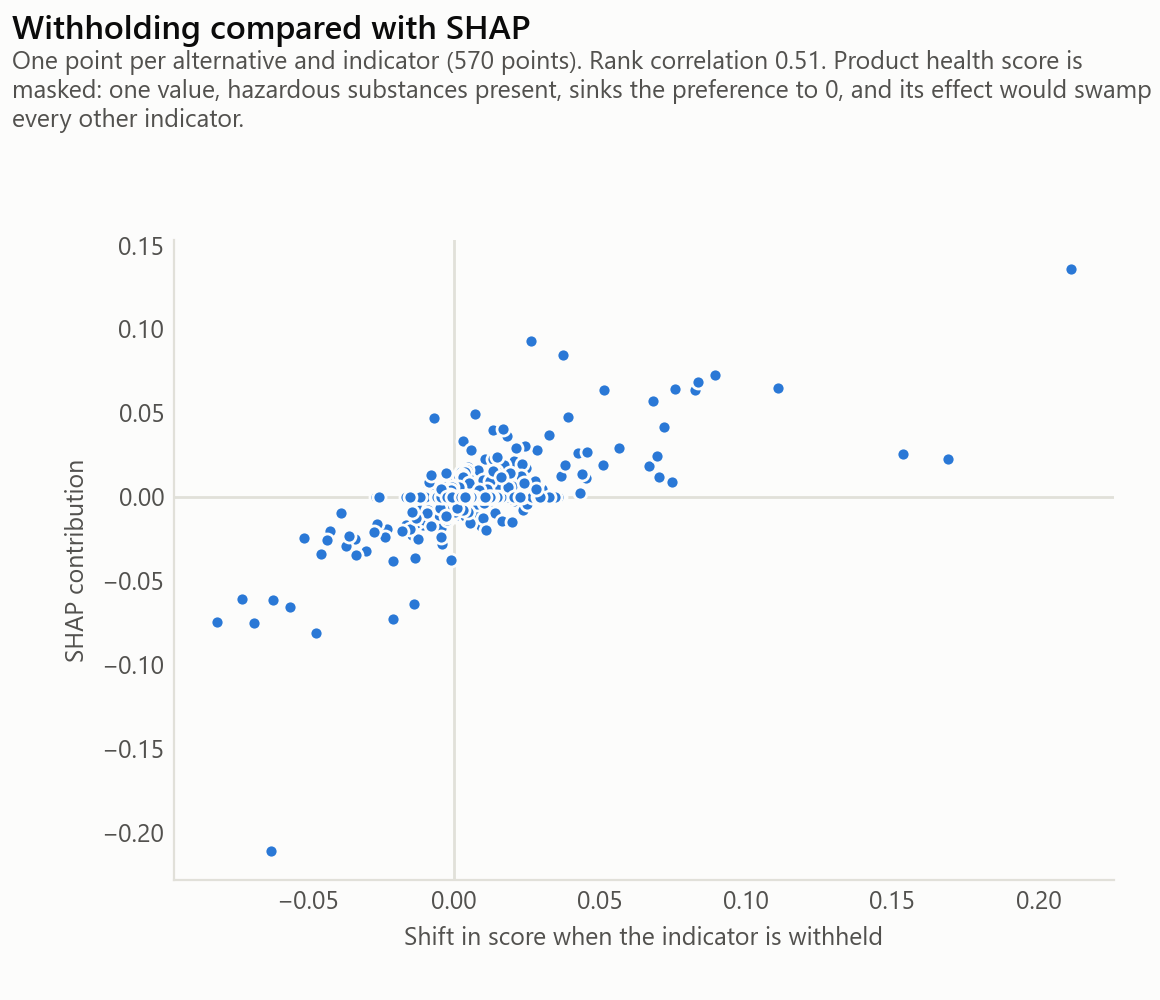 Withholding compared with SHAP
One point per alternative and indicator (570 points). Rank correlation 0.51. Product health score is
masked: one value, hazardous substances present, sinks the preference to 0, and its effect would swamp
every other indicator.
0.15
0.10
0.05
0.00
−0.05
−0.10
−0.15
−0.20
SHAP contribution
−0.05
0.00
0.05
0.10
0.15
0.20
Shift in score when the indicator is withheld